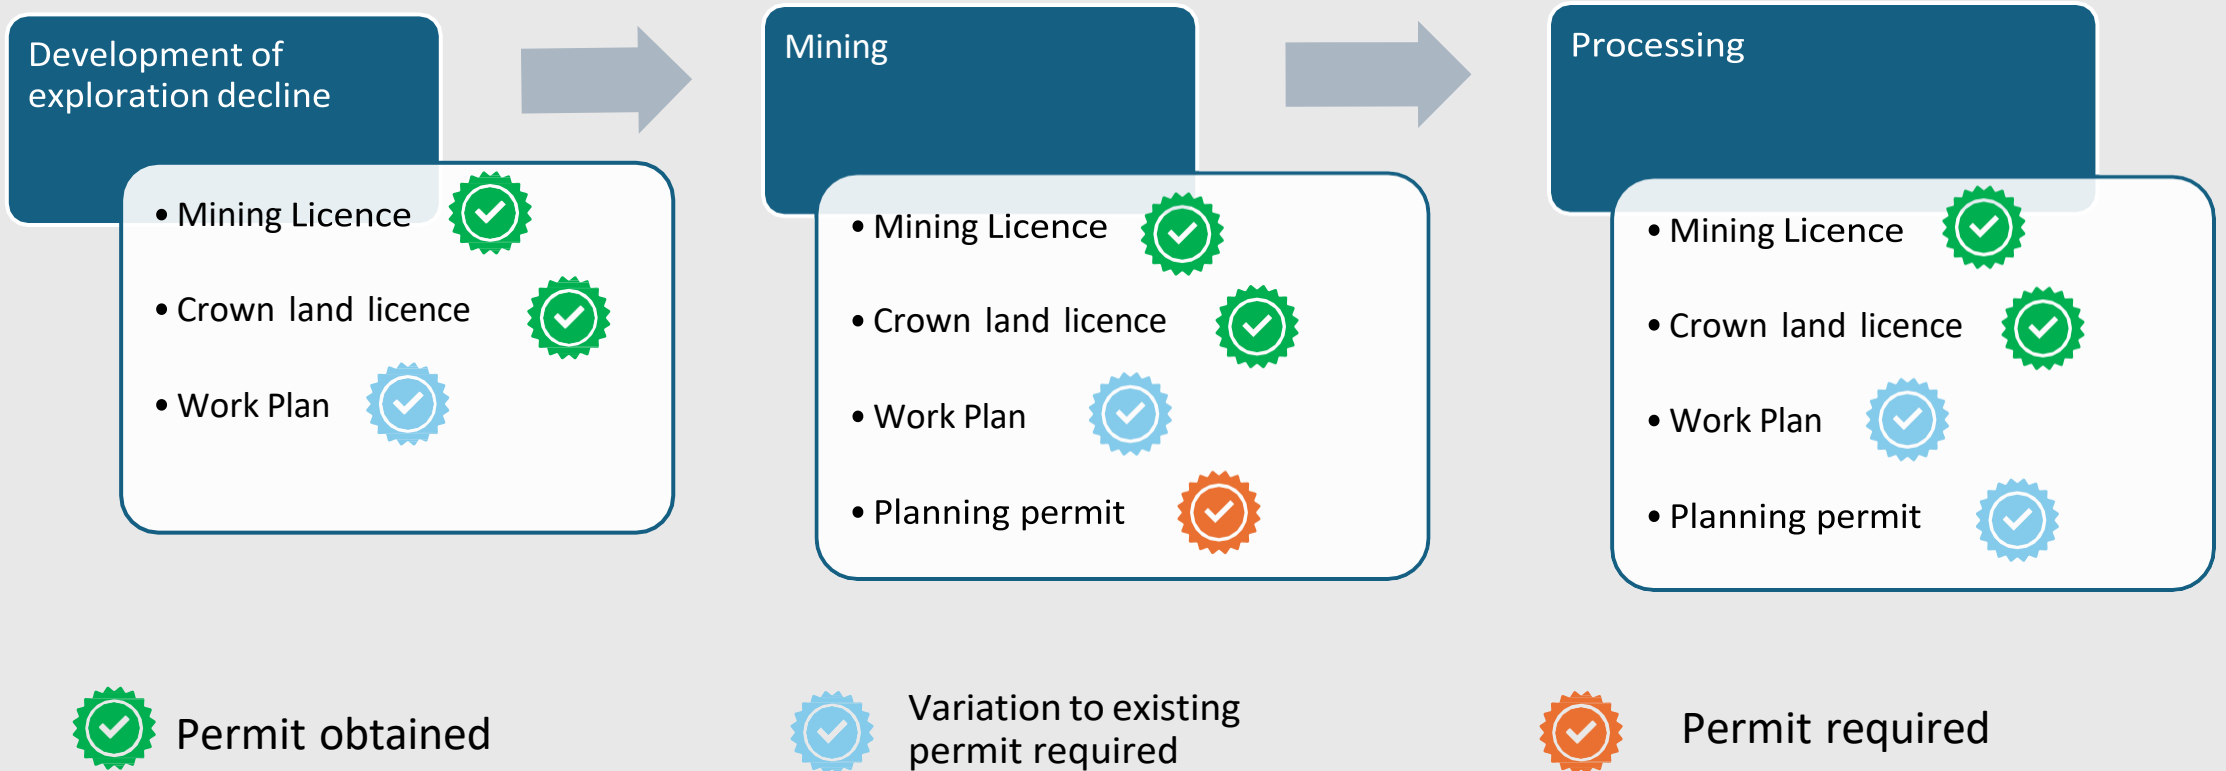 Development of
exploration decline
• Mining Licence
• Crown land licence
• Work Plan
Mining
• Mining Licence
• Crown land licence
• Work Plan
• Planning permit
Processing
• Mining Licence
• Crown land licence
• Work Plan
• Planning permit
Permit obtained
Variation to existing
permit required
Permit required